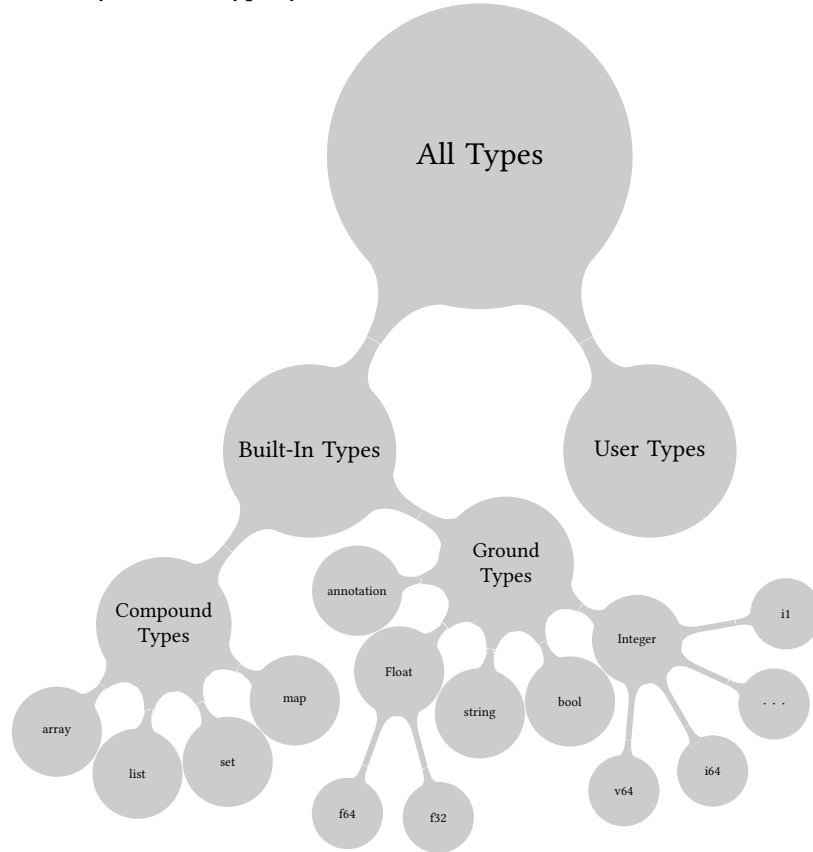 All Types
Built-In Types
User Types
Ground
Types
annotation
Compound
Types
i1
Integer
Float
map
string
bool
. . .
array
set
list
i64
v64
f64
f32